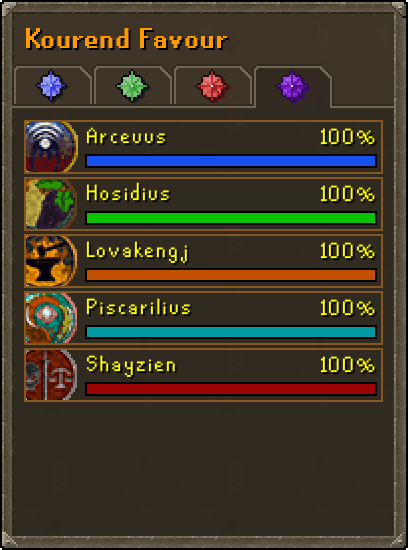 Kourend Favour
Arceuus 100%
Hosidius 100%
Lovakengj 100%
Piscarilius 100%
Shayzien 100%